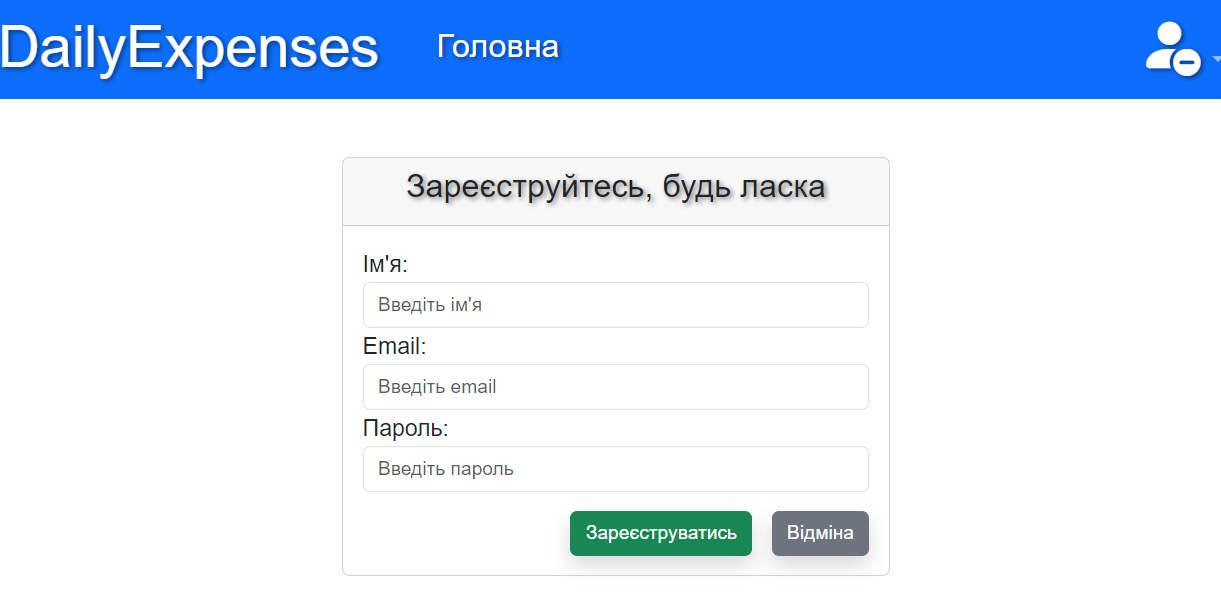 DailyExpenses Головна
Зареєструйтесь, будь ласка
Ім'я:
Введіть ім'я
Email:
Введіть email
Пароль:
Введіть пароль
Зареєструватись Відміна